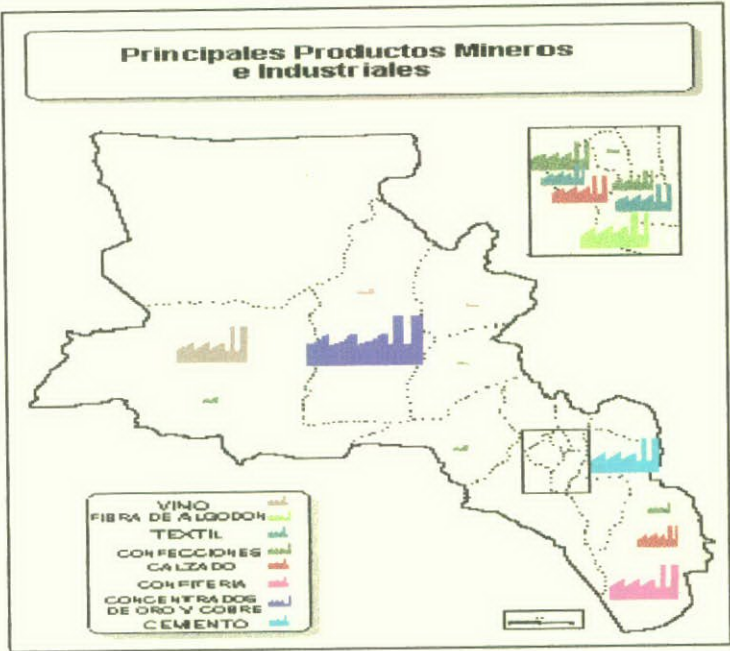 Principales Productos Mineros
e Industriales
VINO
FIBRA DE ALGODON
TEXTIL
CONFECCIONES
CALZADO
CONFITERIA
CONCENTRADOS
DE ORO Y COBRE
CEMENTO